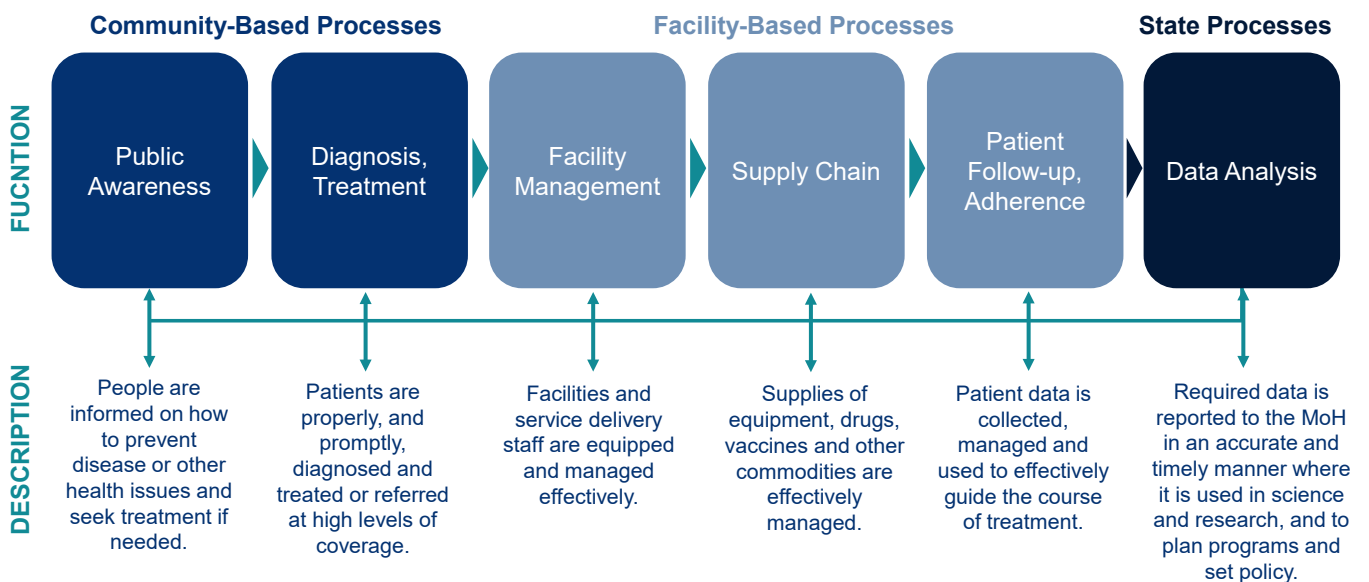 Community-Based Processes
Facility-Based Processes
State Processes
FUCNTION
Public
Awareness
Diagnosis,
Treatment
Facility
Management
Supply Chain
Patient
Follow-up,
Adherence
Data Analysis
DESCRIPTION
People are
informed on how
to prevent
disease or other
health issues and
seek treatment if
needed.
Patients are
properly, and
promptly,
diagnosed and
treated or referred
at high levels of
coverage.
Facilities and
service delivery
staff are equipped
and managed
effectively.
Supplies of
equipment, drugs,
vaccines and other
commodities are
effectively
managed.
Patient data is
collected,
managed and
used to effectively
guide the course
of treatment.
Required data is
reported to the MoH
in an accurate and
timely manner where
it is used in science
and research, and to
plan programs and
set policy.